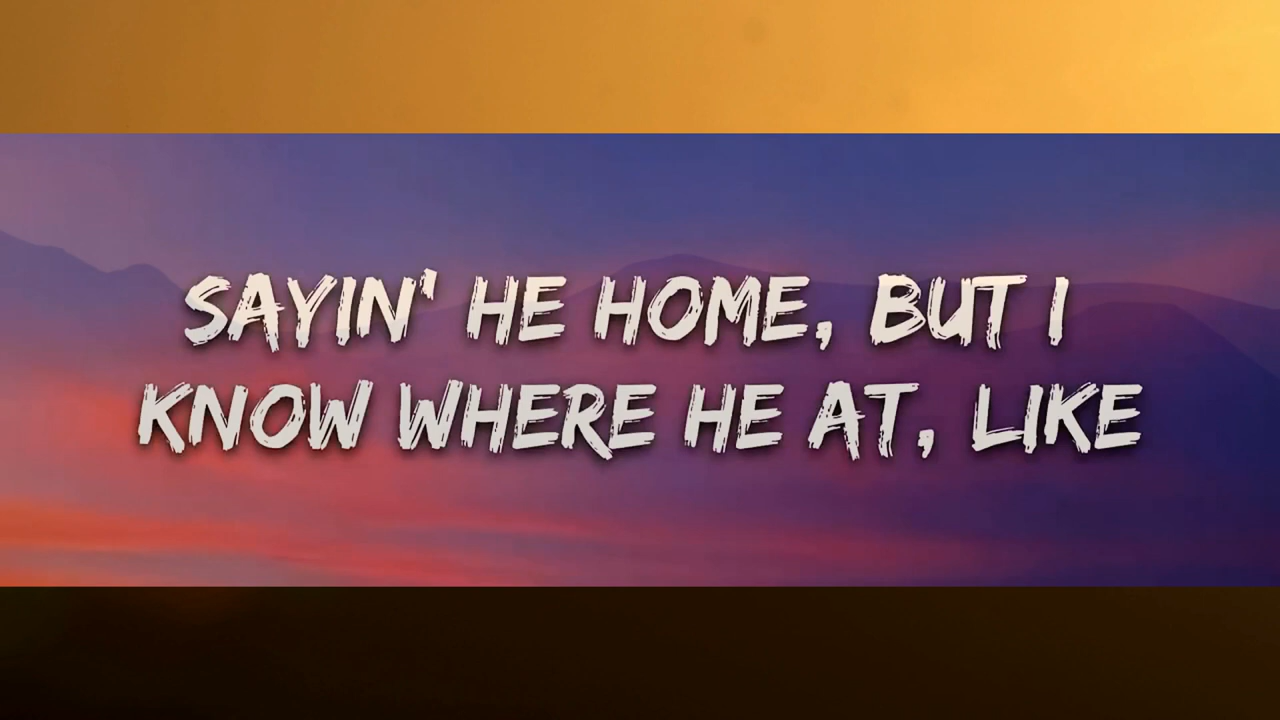 SAYIN' HE HOME, BUT I
KNOW WHERE HE AT, LIKE